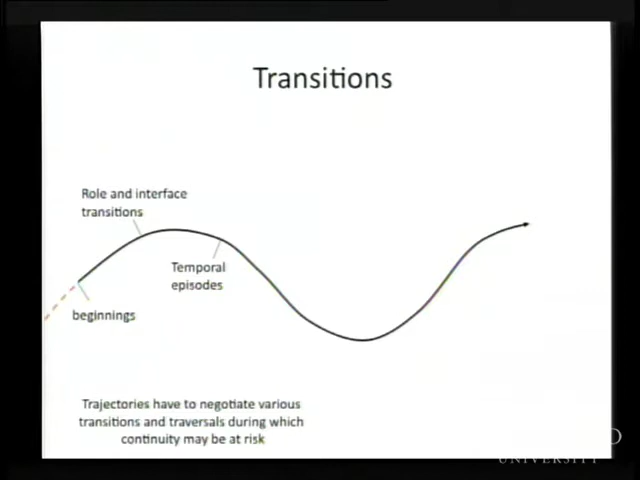 Transitions
Role and interface
transitions
Temporal
episodes
beginnings
Trajectories have to negotiate various
transitions and traversals during which
continuity may be at risk
UNIVERSITY